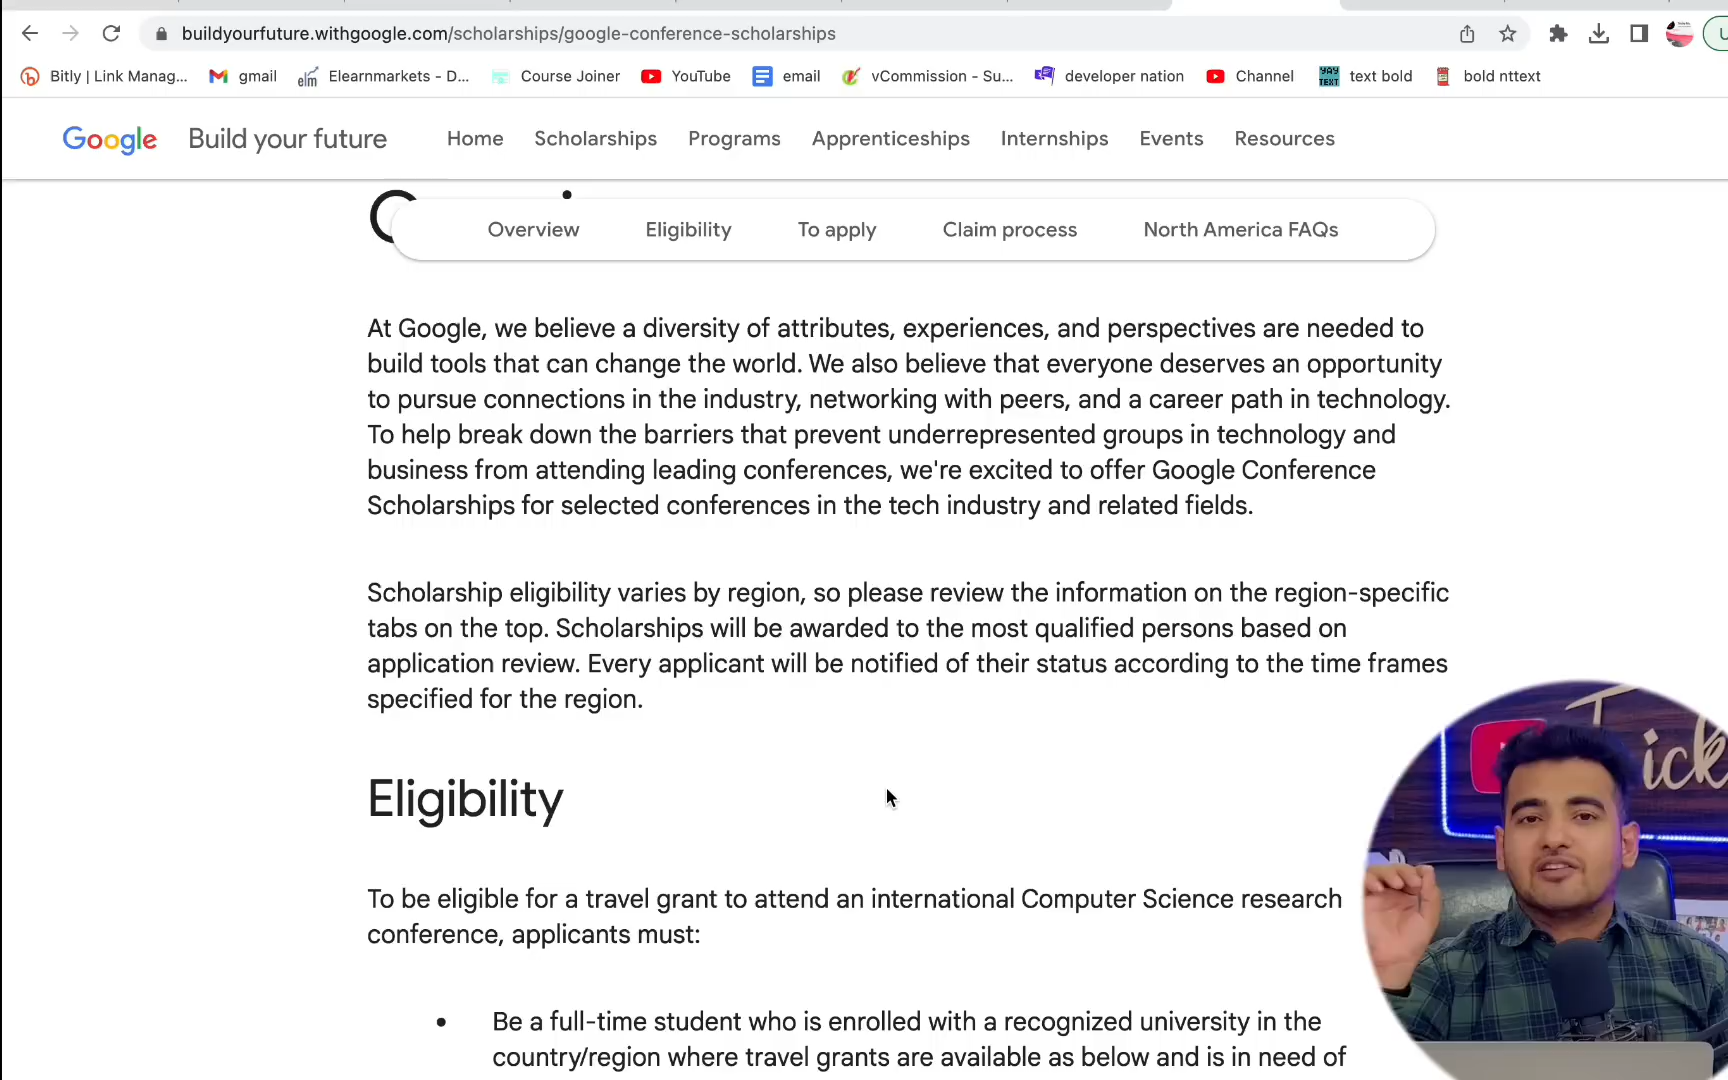 buildyourfuture.withgoogle.com/scholarships/google-conference-scholarships
Bitly | Link Manag... gmail Elearnmarkets - D... Course Joiner YouTube email vCommission - Su... developer nation Channel text bold bold nttext
Google Build your future Home Scholarships Programs Apprenticeships Internships Events Resources
Overview Eligibility To apply Claim process North America FAQs
At Google, we believe a diversity of attributes, experiences, and perspectives are needed to
build tools that can change the world. We also believe that everyone deserves an opportunity
to pursue connections in the industry, networking with peers, and a career path in technology.
To help break down the barriers that prevent underrepresented groups in technology and
business from attending leading conferences, we're excited to offer Google Conference
Scholarships for selected conferences in the tech industry and related fields.
Scholarship eligibility varies by region, so please review the information on the region-specific
tabs on the top. Scholarships will be awarded to the most qualified persons based on
application review. Every applicant will be notified of their status according to the time frames
specified for the region.
Eligibility
To be eligible for a travel grant to attend an international Computer Science research
conference, applicants must:
• Be a full-time student who is enrolled with a recognized university in the
country/region where travel grants are available as below and is in need of